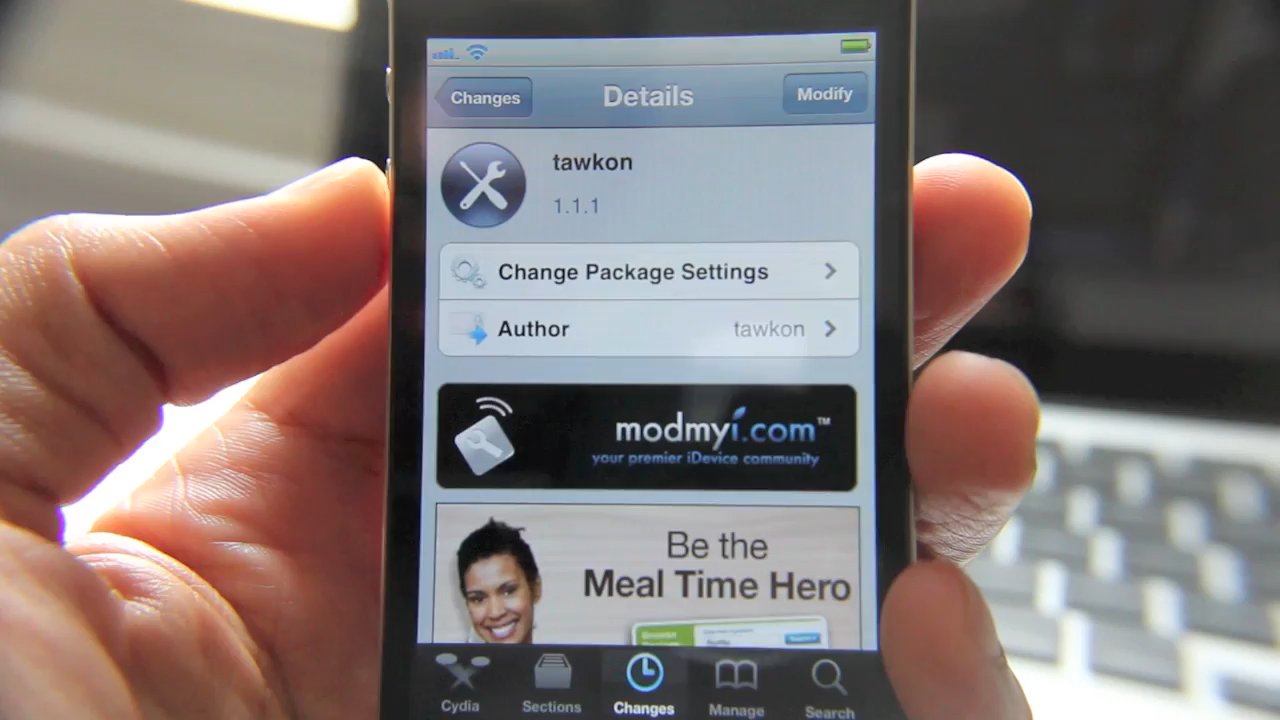 Changes
Details
Modify
tawkon
1.1.1
Change Package Settings
Author
tawkon
modmyi.com™
your premier iDevice community
Be the
Meal Time Hero
Cydia
Sections
Changes
Manage
Search